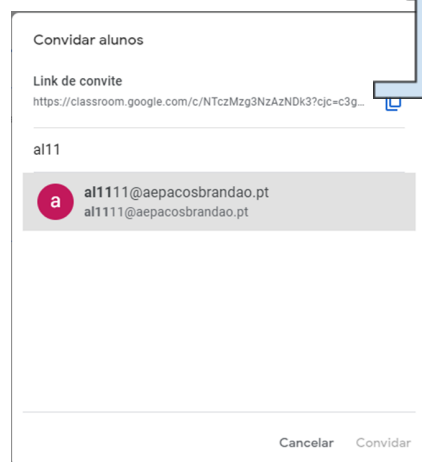 Convidar alunos
Link de convite
https://classroom.google.com/c/NTczMzg3NzAzNDk3?cjc=c3g...
al11
a
al1111@aepacosbrandao.pt
al1111@aepacosbrandao.pt
Cancelar Convidar